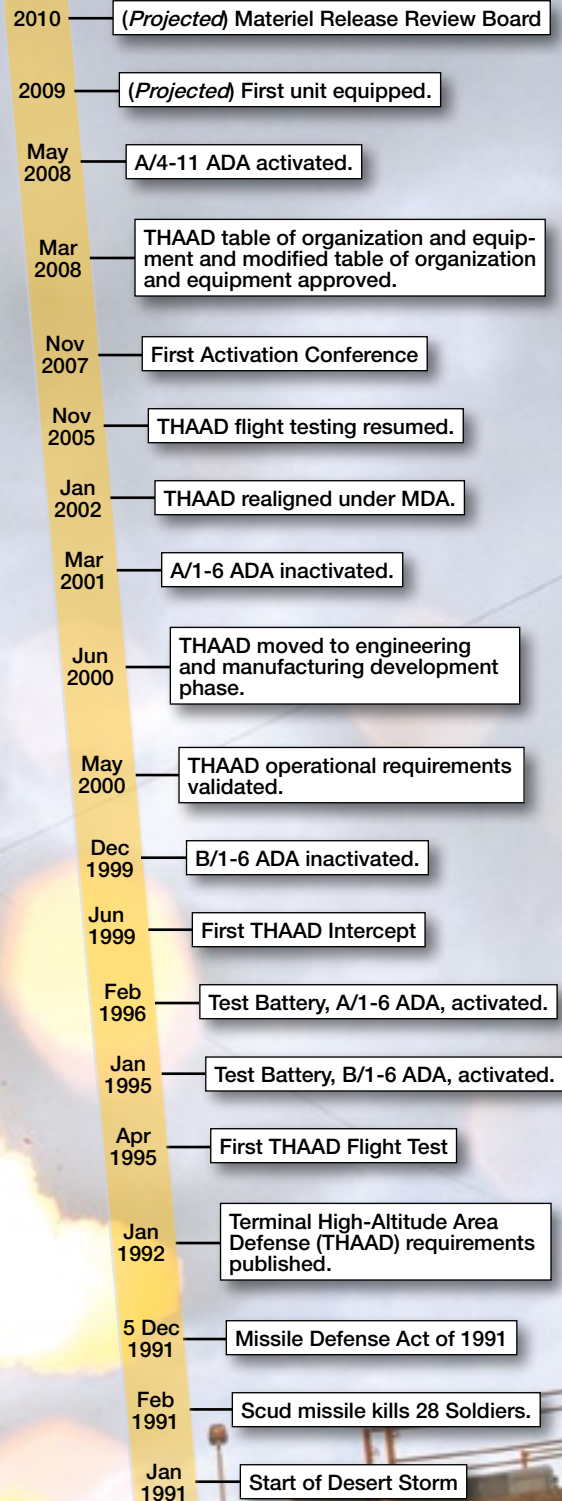 2010
(Projected) Materiel Release Review Board
2009
(Projected) First unit equipped.
May
2008
A/4-11 ADA activated.
Mar
2008
THAAD table of organization and equip-
ment and modified table of organization
and equipment approved.
Nov
2007
First Activation Conference
Nov
2005
THAAD flight testing resumed.
Jan
2002
THAAD realigned under MDA.
Mar
2001
A/1-6 ADA inactivated.
Jun
2000
THAAD moved to engineering
and manufacturing development
phase.
May
2000
THAAD operational requirements
validated.
Dec
1999
B/1-6 ADA inactivated.
Jun
1999
First THAAD Intercept
Feb
1996
Test Battery, A/1-6 ADA, activated.
Jan
1995
Test Battery, B/1-6 ADA, activated.
Apr
1995
First THAAD Flight Test
Jan
1992
Terminal High-Altitude Area
Defense (THAAD) requirements
published.
5 Dec
1991
Missile Defense Act of 1991
Feb
1991
Scud missile kills 28 Soldiers.
Jan
1991
Start of Desert Storm